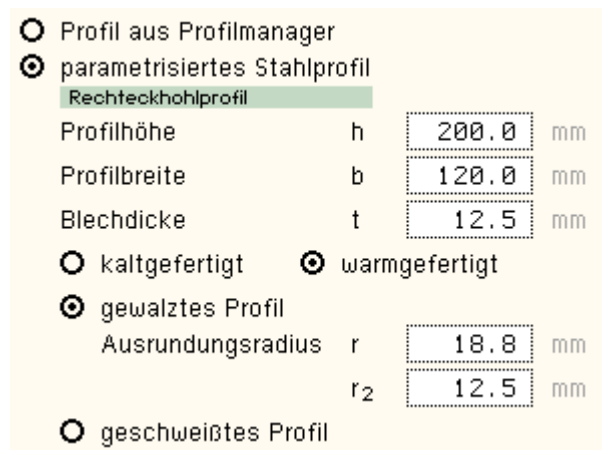 Profil aus Profilmanager
parametrisiertes Stahlprofil
Rechteckhohlprofil
Profilhöhe h 200.0 mm
Profilbreite b 120.0 mm
Blechdicke t 12.5 mm
kaltgefertigt warmgefertigt
gewalztes Profil
Ausrundungsradius r 18.8 mm
r₂ 12.5 mm
geschweißtes Profil